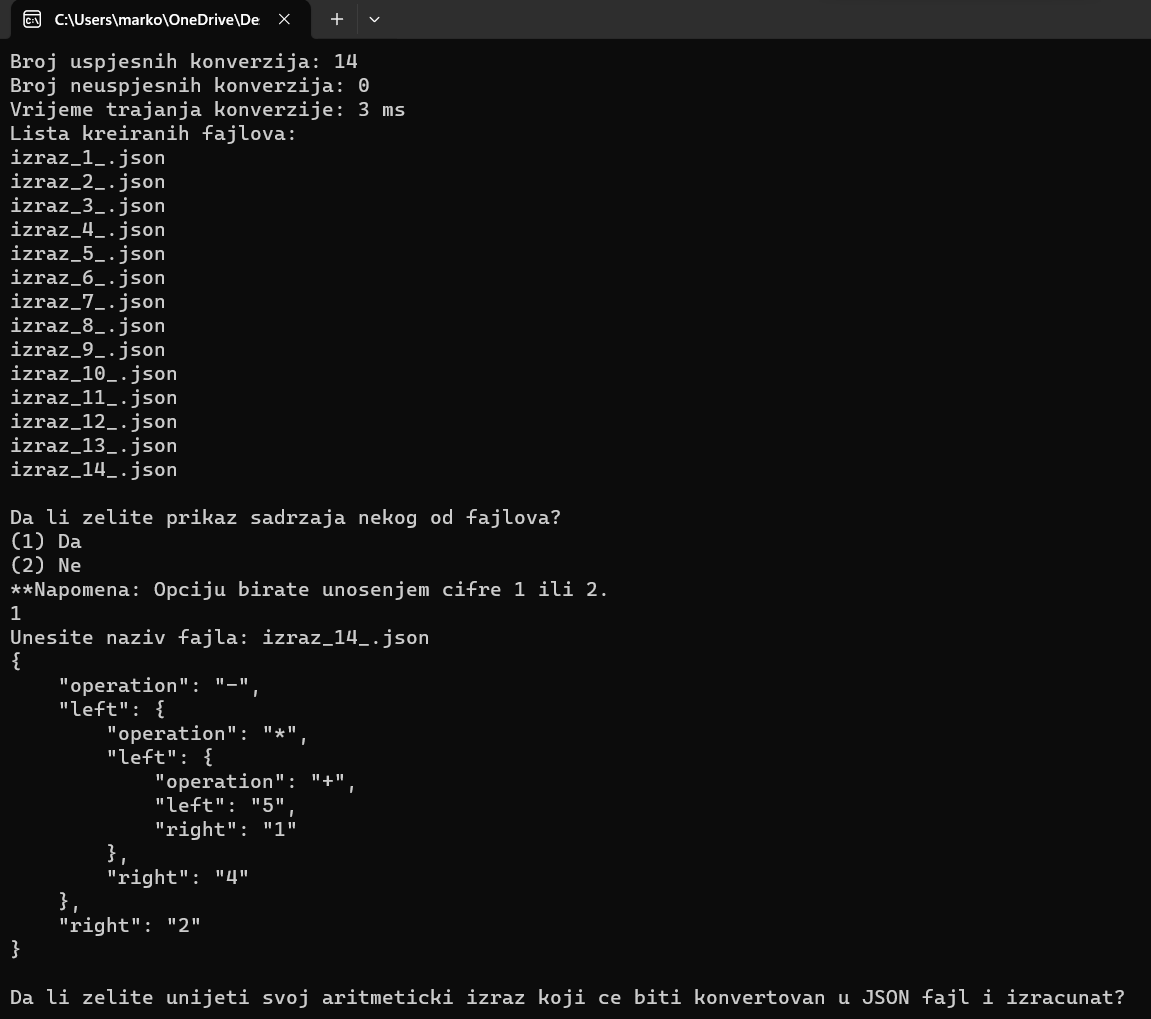 C:\Users\marko\OneDrive\De
Broj uspjesnih konverzija: 14
Broj neuspjesnih konverzija: 0
Vrijeme trajanja konverzije: 3 ms
Lista kreiranih fajlova:
izraz_1_.json
izraz_2_.json
izraz_3_.json
izraz_4_.json
izraz_5_.json
izraz_6_.json
izraz_7_.json
izraz_8_.json
izraz_9_.json
izraz_10_.json
izraz_11_.json
izraz_12_.json
izraz_13_.json
izraz_14_.json
Da li zelite prikaz sadrzaja nekog od fajlova?
(1) Da
(2) Ne
**Napomena: Opciju birate unosenjem cifre 1 ili 2.
1
Unesite naziv fajla: izraz_14_.json
{
    "operation": "-",
    "left": {
        "operation": "*",
        "left": {
            "operation": "+",
            "left": "5",
            "right": "1"
        },
        "right": "4"
    },
    "right": "2"
}
Da li zelite unijeti svoj aritmeticki izraz koji ce biti konvertovan u JSON fajl i izracunat?